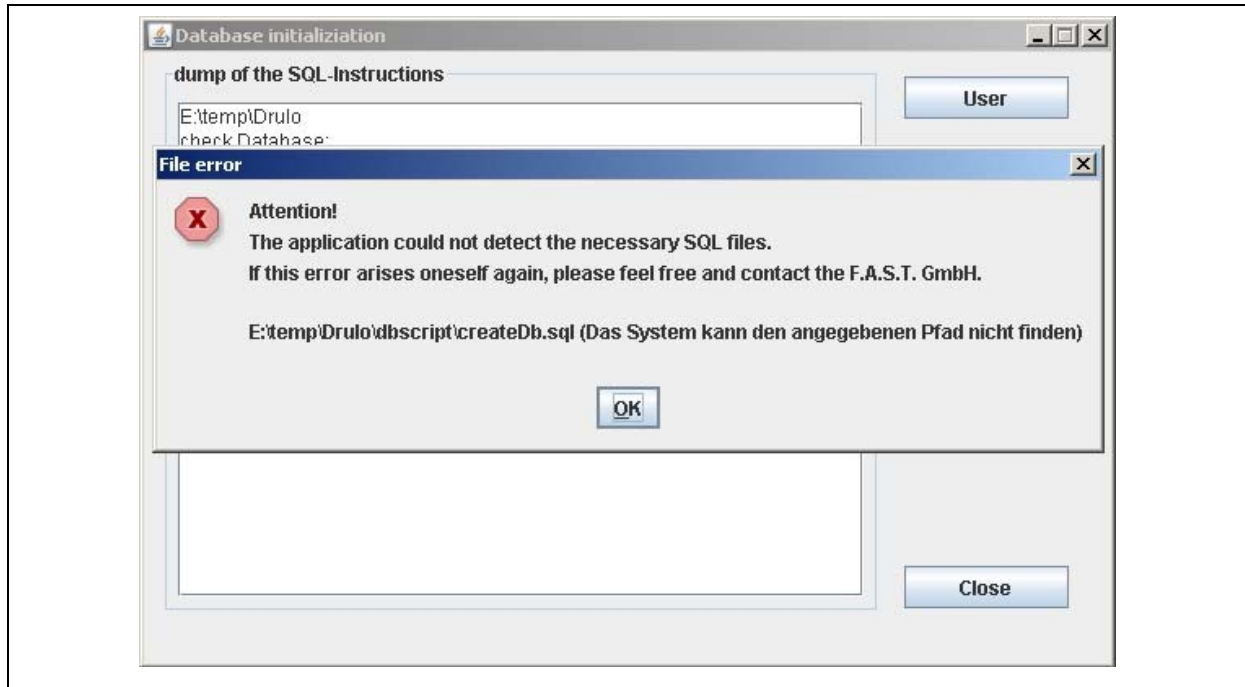 Database initializiation
dump of the SQL-Instructions
User
E:\temp\Drulo
check Database:
File error
Attention!
The application could not detect the necessary SQL files.
If this error arises oneself again, please feel free and contact the F.A.S.T. GmbH.
E:\temp\Drulo\dbscript\createDb.sql (Das System kann den angegebenen Pfad nicht finden)
OK
Close